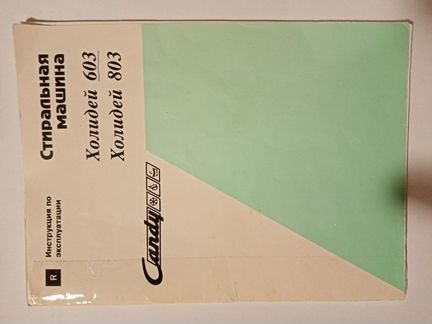 R
Инструкция по
эксплуатации
Стиральная
машина
Холидей 603
Холидей 803
Candy